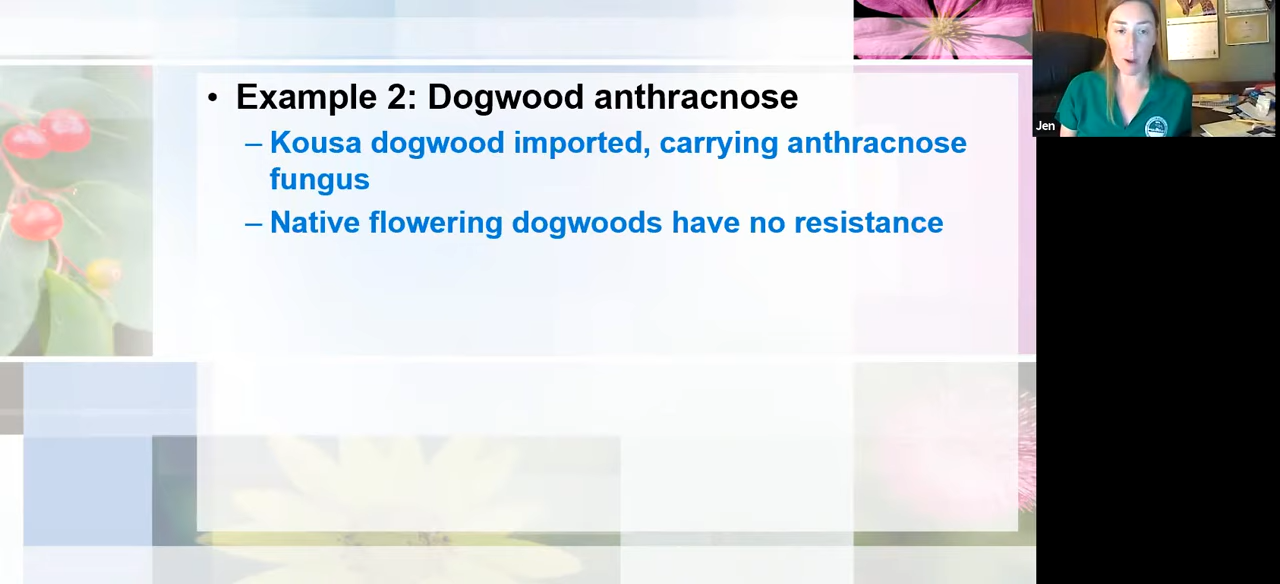 • Example 2: Dogwood anthracnose
– Kousa dogwood imported, carrying anthracnose
fungus
– Native flowering dogwoods have no resistance
Jen